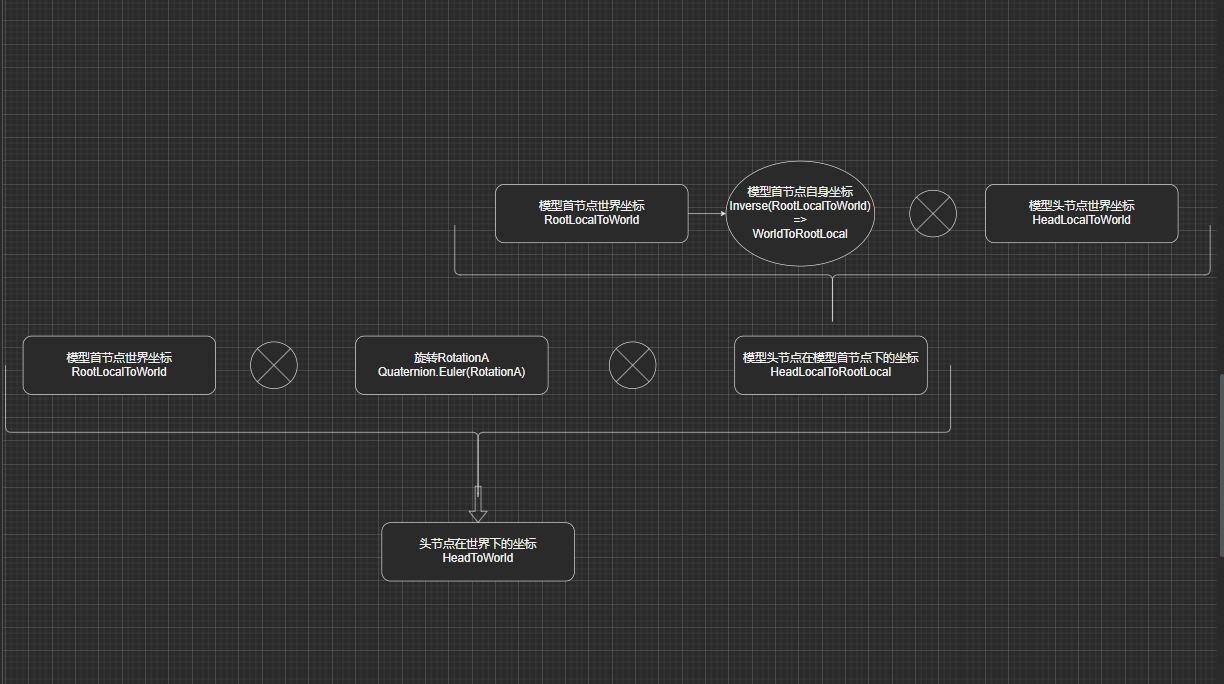 模型首节点世界坐标
RootLocalToWorld
模型首节点自身坐标
Inverse(RootLocalToWorld)
=>
WorldToRootLocal
模型头节点世界坐标
HeadLocalToWorld
模型首节点世界坐标
RootLocalToWorld
旋转RotationA
Quaternion.Euler(RotationA)
模型头节点在模型首节点下的坐标
HeadLocalToRootLocal
头节点在世界下的坐标
HeadToWorld